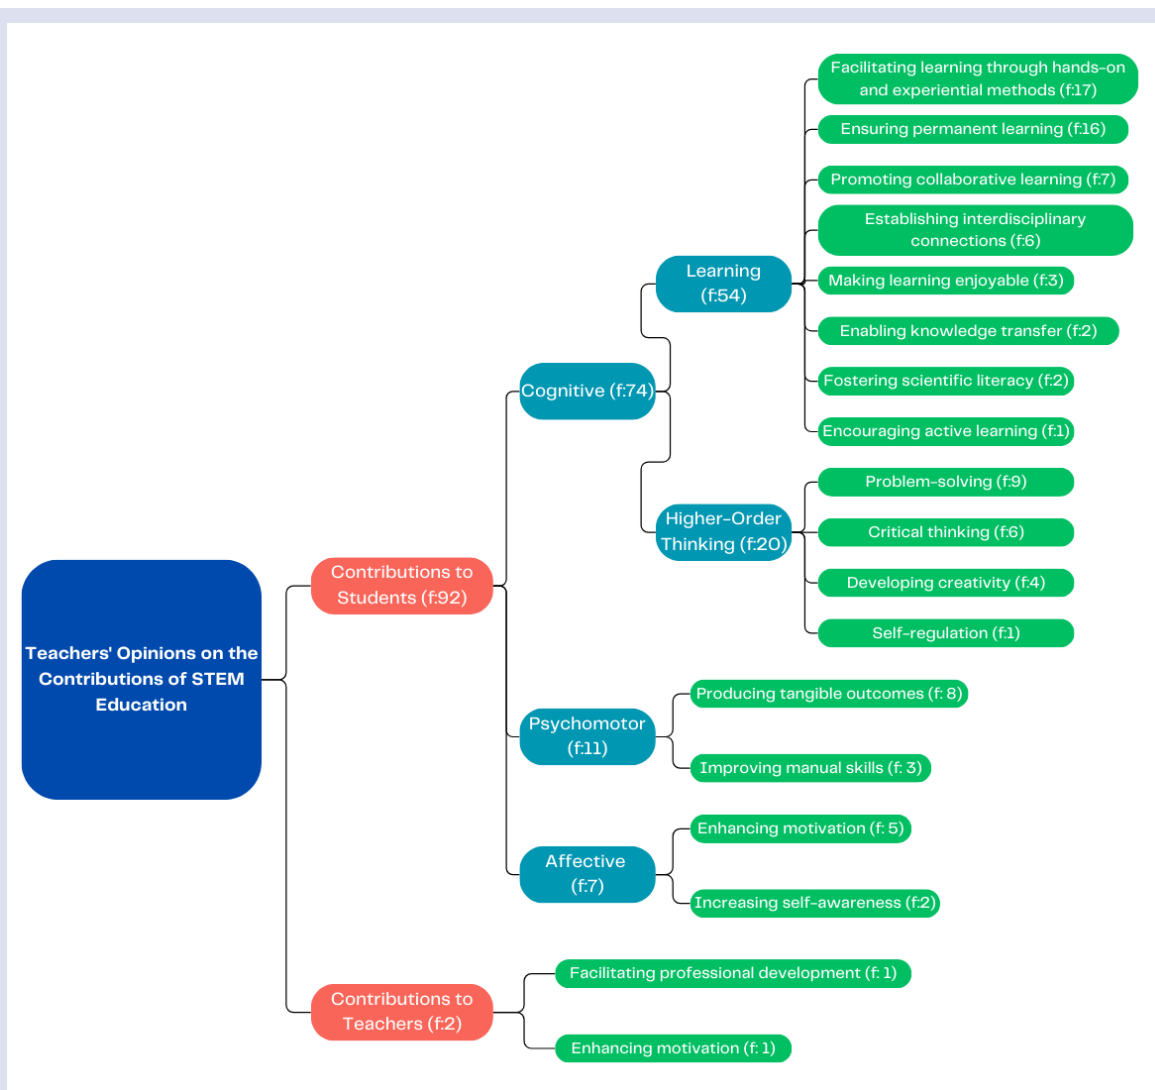 Teachers' Opinions on the
Contributions of STEM
Education
Contributions to
Students (f:92)
Cognitive (f:74)
Learning
(f:54)
Facilitating learning through hands-on
and experiential methods (f:17)
Ensuring permanent learning (f:16)
Promoting collaborative learning (f:7)
Establishing interdisciplinary
connections (f:6)
Making learning enjoyable (f:3)
Enabling knowledge transfer (f:2)
Fostering scientific literacy (f:2)
Encouraging active learning (f:1)
Higher-Order
Thinking (f:20)
Problem-solving (f:9)
Critical thinking (f:6)
Developing creativity (f:4)
Self-regulation (f:1)
Psychomotor
(f:11)
Producing tangible outcomes (f: 8)
Improving manual skills (f: 3)
Affective
(f:7)
Enhancing motivation (f: 5)
Increasing self-awareness (f:2)
Contributions to
Teachers (f:2)
Facilitating professional development (f: 1)
Enhancing motivation (f: 1)